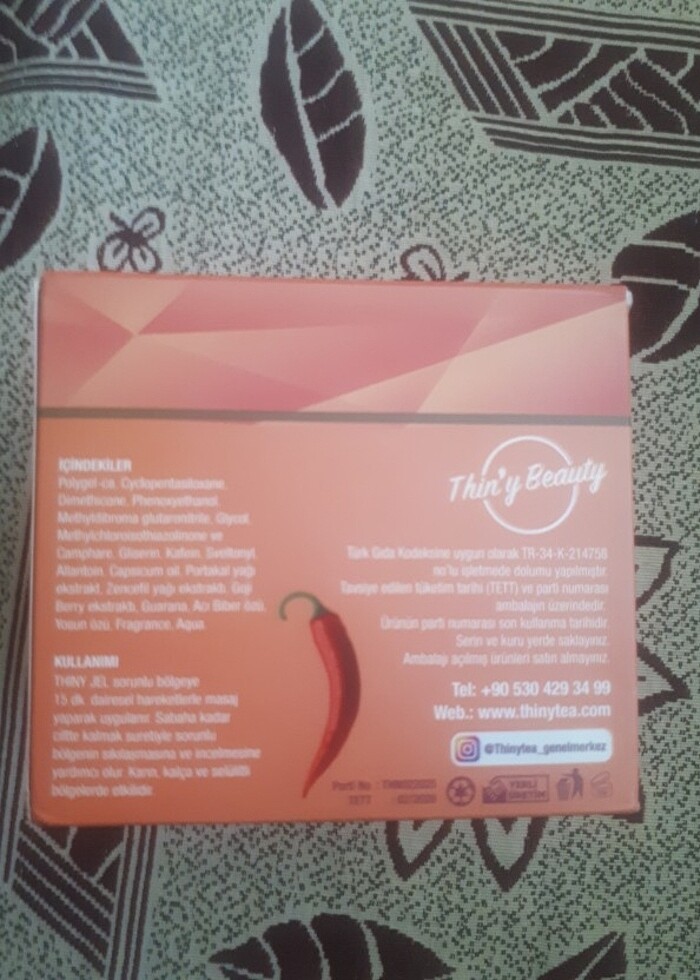 İÇİNDEKİLER
Polygel-ca, Cyclopentasiloxane,
Dimethicone, Phenoxyethanol,
Methyldibromo glutaronitrile, Glycol,
Methylchloroisothiazolinone ve
Camphare, Gliserin, Kafein,
Allantoin, Capsicum oil, Portakal yağı
ekstraktı, Zencefil yağı ekstraktı, Goji
Berry ekstraktı, Guarana, Acı Biber özü,
Yosun özü, Fragrance, Aqua.
KULLANIMI
THINY JEL sorunlu bölgeye
15 dk. dairesel hareketlerle masaj
yaparak uygulanır. Sabaha kadar
ciltte kalmak suretiyle sorunlu
bölgenin sıkılaşmasına ve incelmesine
yardımcı olur. Karın, kalça ve selülitli
bölgelerde etkilidir.
Thin'y Beauty
Türk Gıda Kodeksine uygun olarak TR-34-K-214758
no'lu işletmede dolumu yapılmıştır.
Tavsiye edilen tüketim tarihi (TETT) ve parti numarası
ambalajın üzerindedir.
Ürünün parti numarası son kullanma tarihidir.
Serin ve kuru yerde saklayınız.
Ambalajı açılmış ürünleri satın almayınız.
Tel: +90 530 429 34 99
Web.: www.thinytea.com
@Thinytea_genelmerkez
Parti No :
TETT :
YERLİ
ÜRETİM